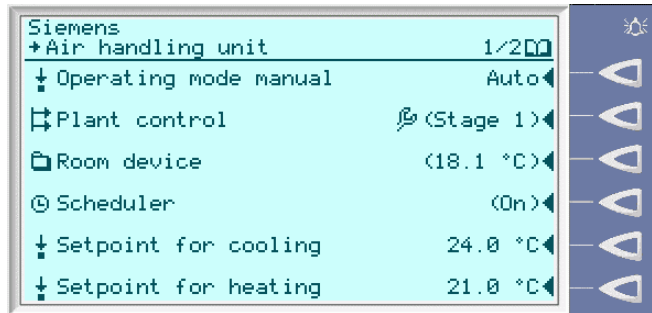 Siemens
Air handling unit 1/2
Operating mode manual Auto
Plant control (Stage 1)
Room device (18.1 °C)
Scheduler (On)
Setpoint for cooling 24.0 °C
Setpoint for heating 21.0 °C